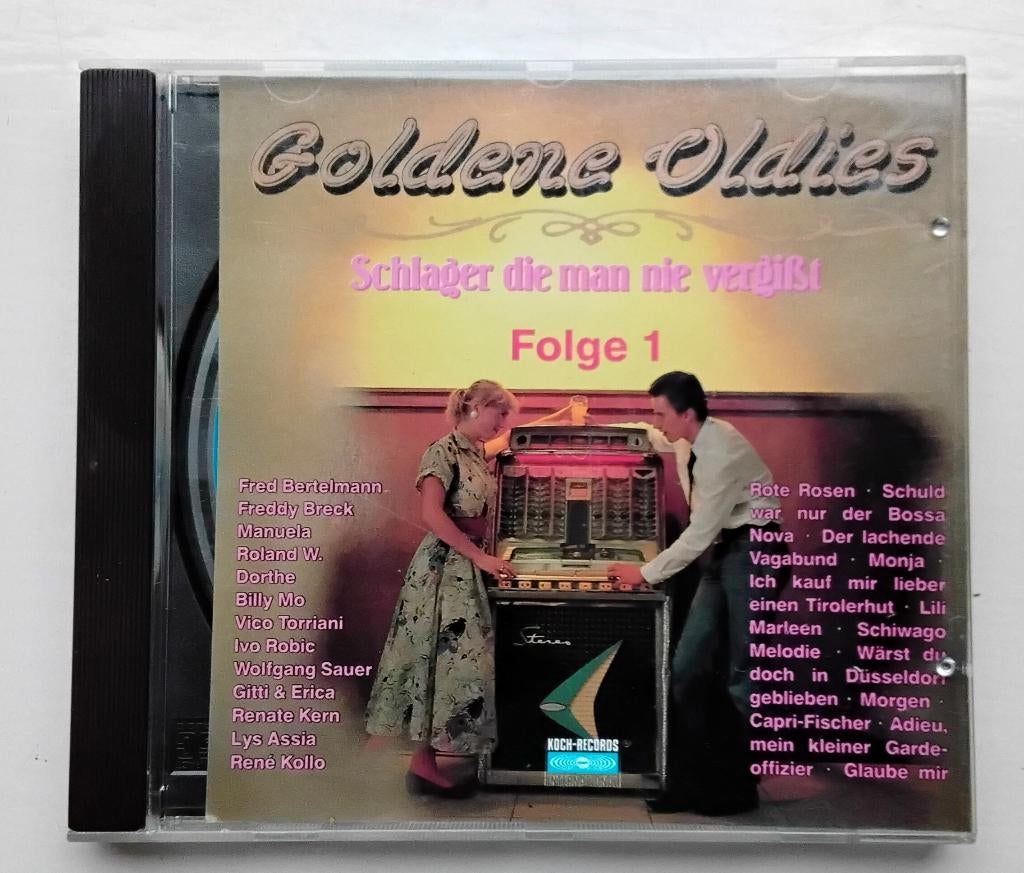 Goldene Oldies
Schlager die man nie vergißt
Folge 1
Fred Bertelmann
Freddy Breck
Manuela
Roland W.
Dorthe
Billy Mo
Vico Torriani
Ivo Robic
Wolfgang Sauer
Gitti & Erica
Renate Kern
Lys Assia
René Kollo
Rote Rosen · Schuld
war nur der Bossa
Nova · Der lachende
Vagabund · Monja ·
Ich kauf mir lieber
einen Tirolerhut · Lili
Marleen · Schiwago
Melodie · Wärst du
doch in Düsseldorf
geblieben · Morgen ·
Capri-Fischer · Adieu,
mein kleiner Garde-
offizier · Glaube mir
Stereo
KOCH-RECORDS
INTERNATIONAL